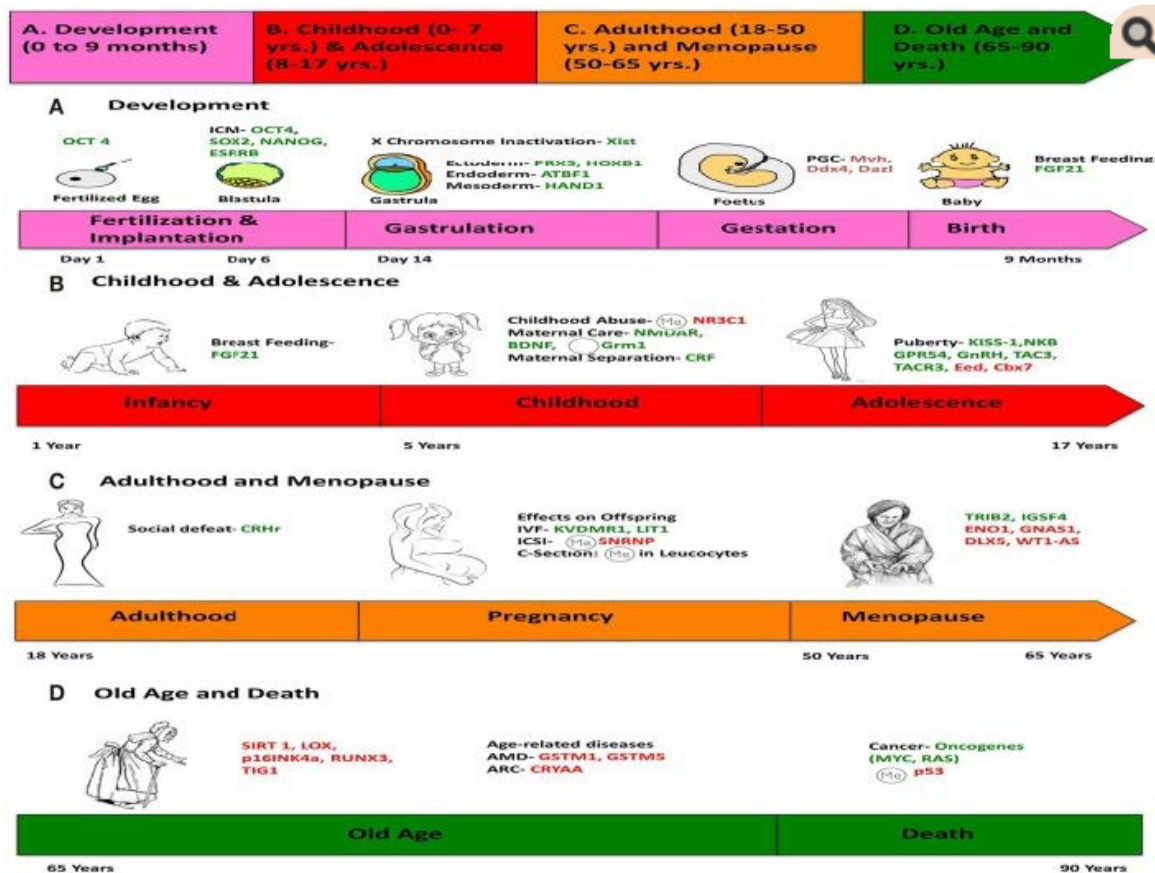 A. Development
(0 to 9 months)
B. Childhood (0- 7
yrs.) & Adolescence
(8-17 yrs.)
C. Adulthood (18-50
yrs.) and Menopause
(50-65 yrs.)
D. Old Age and
Death (65-90
yrs.)
A Development
OCT 4
Fertilized Egg
ICM- OCT4,
SOX2, NANOG,
ESRRB
Blastula
X Chromosome Inactivation- Xist
Ectoderm- PRX3, HOXB1
Endoderm- ATBF1
Mesoderm- HAND1
Gastrula
Foetus
PGC- Mvh,
Ddx4, Dazl
Baby
Breast Feeding-
FGF21
Fertilization &
Implantation
Gastrulation
Gestation
Birth
Day 1
Day 6
Day 14
9 Months
B Childhood & Adolescence
Breast Feeding-
FGF21
Childhood Abuse- Me NR3C1
Maternal Care- NMDAR,
BDNF, Grm1
Maternal Separation- CRF
Puberty- KISS-1,NKB
GPR54, GnRH, TAC3,
TACR3, Eed, Cbx7
Infancy
Childhood
Adolescence
1 Year
5 Years
17 Years
C Adulthood and Menopause
Social defeat- CRHr
Effects on Offspring
IVF- KVDMR1, LIT1
ICSI- Me SNRNP
C-Section: Me in Leucocytes
TRIB2, IGSF4
ENO1, GNAS1,
DLX5, WT1-AS
Adulthood
Pregnancy
Menopause
18 Years
50 Years
65 Years
D Old Age and Death
SIRT 1, LOX,
p16INK4a, RUNX3,
TIG1
Age-related diseases
AMD- GSTM1, GSTM5
ARC- CRYAA
Cancer- Oncogenes
(MYC, RAS)
Me p53
Old Age
Death
65 Years
90 Years